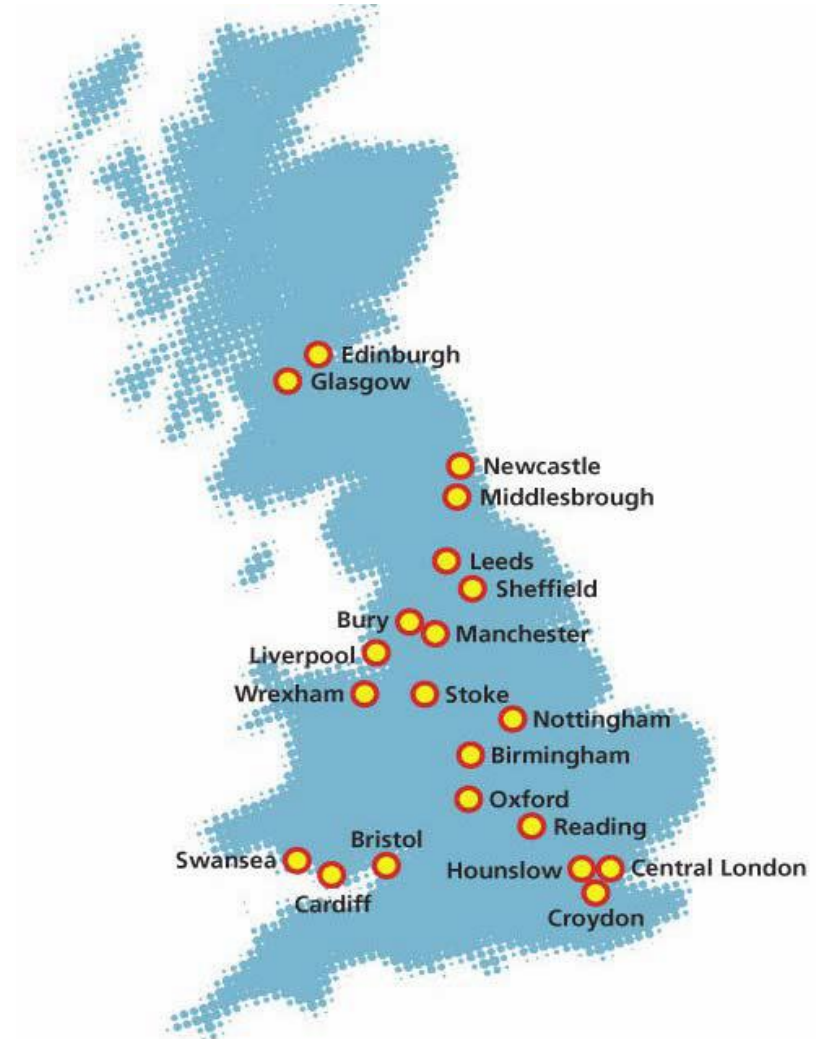 Edinburgh
Glasgow
Newcastle
Middlesbrough
Leeds
Sheffield
Bury
Manchester
Liverpool
Wrexham
Stoke
Nottingham
Birmingham
Oxford
Reading
Bristol
Swansea
Hounslow
Central London
Cardiff
Croydon